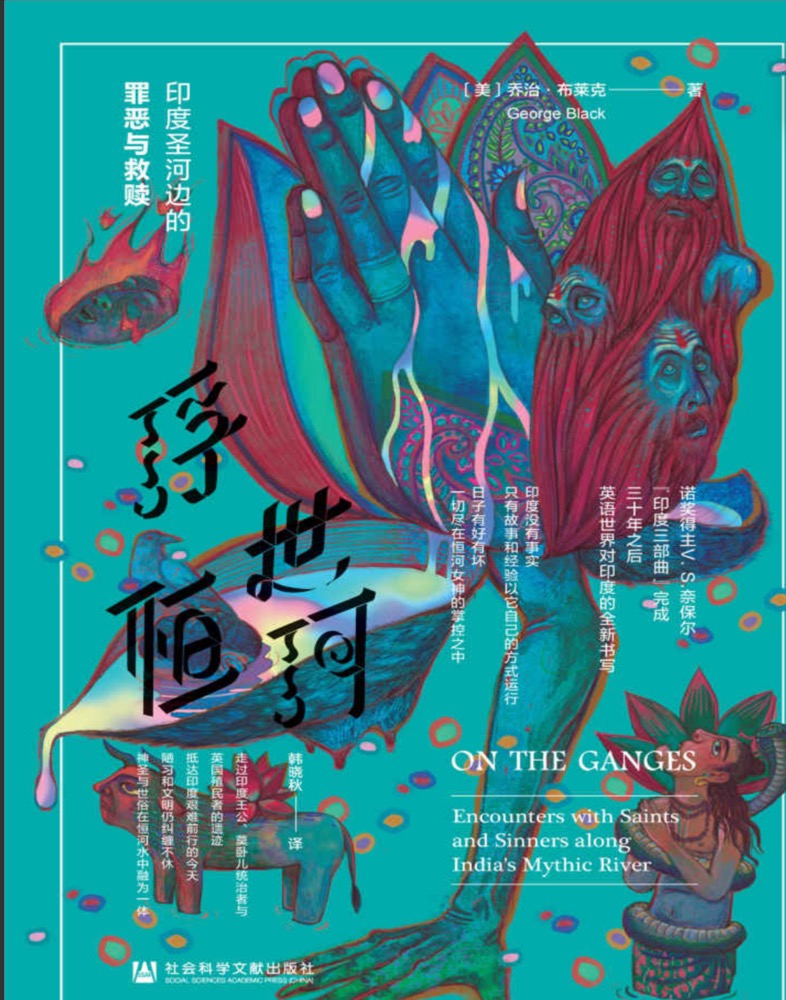 [美]乔治·布莱克——著
George Black
印度圣河边的
罪恶与救赎
浮世
恒河
诺奖得主V.S.奈保尔
『印度三部曲』完成
三十年之后
英语世界对印度的全新书写
印度没有事实
只有故事和经验以它自己的方式运行
日子有好有坏
一切尽在恒河女神的掌控之中
ON THE GANGES
Encounters with Saints
and Sinners along
India's Mythic River
韩晓秋——译
走过印度王公、莫卧儿统治者与
英国殖民者的遗迹
抵达印度艰难前行的今天
陋习和文明仍纠缠不休
神圣与世俗在恒河水中融为一体
社会科学文献出版社
SOCIAL SCIENCES ACADEMIC PRESS (CHINA)